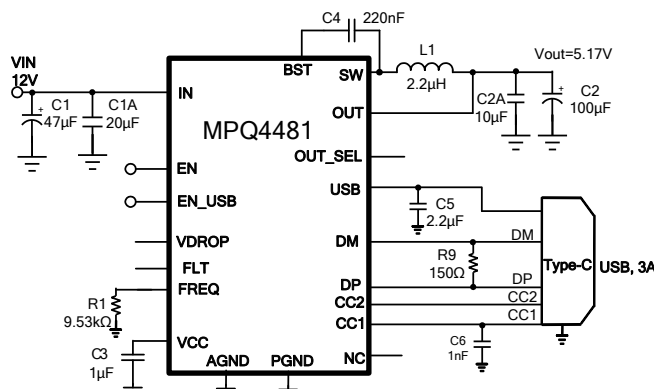 C4 220nF
BST
SW
L1
2.2µH
Vout=5.17V
VIN
12V
IN
C1
47µF
C1A
20µF
MPQ4481
OUT
C2A
10µF
C2
100µF
OUT_SEL
EN
USB
EN_USB
C5
2.2µF
VDROP
DM
DM
R9
150Ω
Type-C
USB, 3A
FLT
FREQ
DP
DP
R1
9.53kΩ
CC2
CC2
CC1
CC1
VCC
C3
1µF
AGND
PGND
NC
C6
1nF